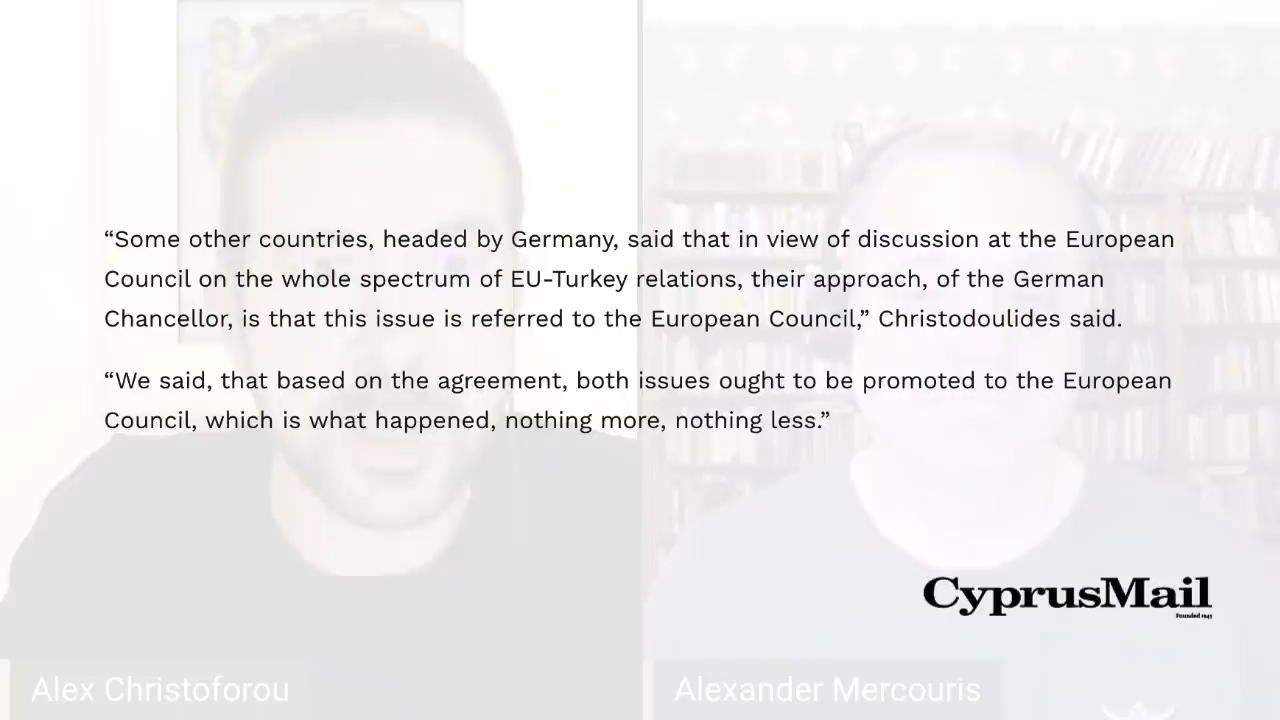 “Some other countries, headed by Germany, said that in view of discussion at the European
Council on the whole spectrum of EU-Turkey relations, their approach, of the German
Chancellor, is that this issue is referred to the European Council,” Christodoulides said.
“We said, that based on the agreement, both issues ought to be promoted to the European
Council, which is what happened, nothing more, nothing less.”
CyprusMail
Founded 1945
Alex Christoforou
Alexander Mercouris